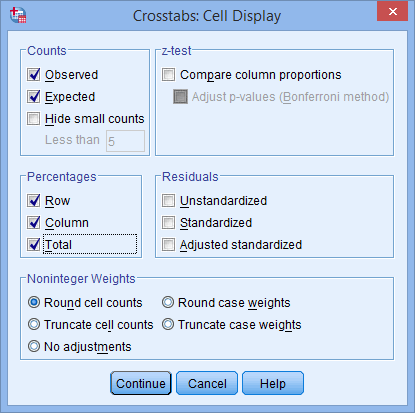 Crosstabs: Cell Display
Counts
Observed
Expected
Hide small counts
Less than 5
z-test
Compare column proportions
Adjust p-values (Bonferroni method)
Percentages
Row
Column
Total
Residuals
Unstandardized
Standardized
Adjusted standardized
Noninteger Weights
Round cell counts
Round case weights
Truncate cell counts
Truncate case weights
No adjustments
Continue
Cancel
Help